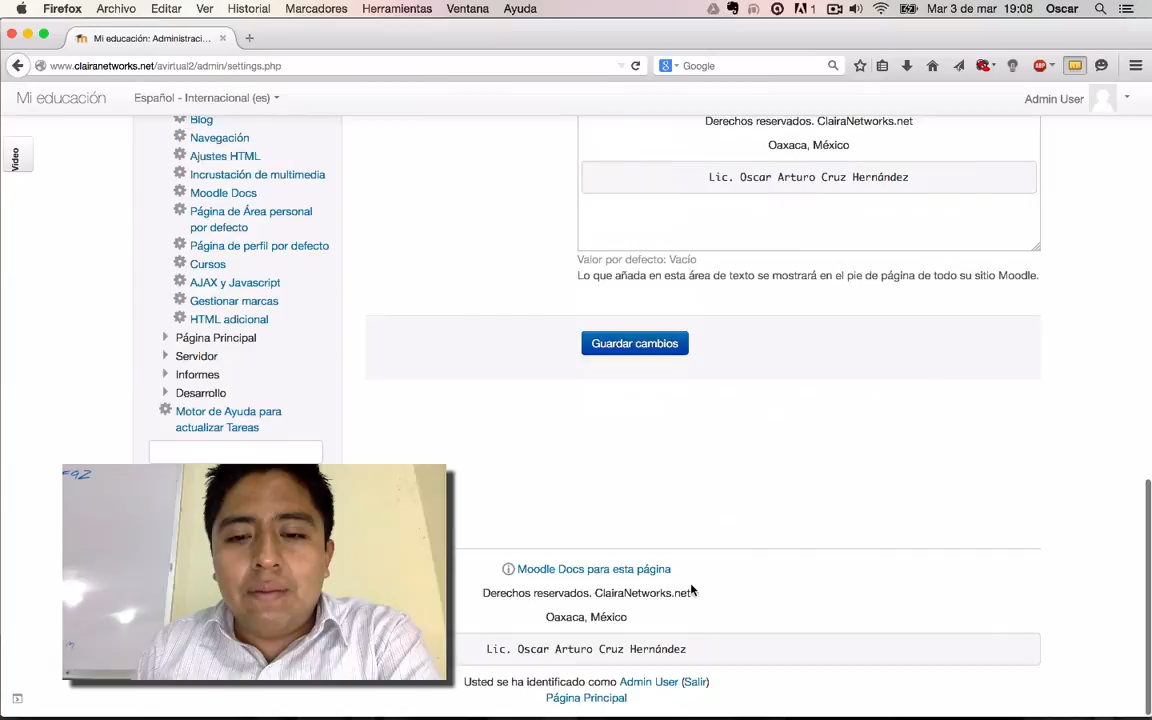 Firefox Archivo Editar Ver Historial Marcadores Herramientas Ventana Ayuda 1 Mar 3 de mar 19:08 Oscar
Mi educación: Administraci...
www.clairanetworks.net/avirtual2/admin/settings.php Google ABP
Mi educación Español - Internacional (es) Admin User
Video
Blog
Navegación
Ajustes HTML
Incrustación de multimedia
Moodle Docs
Página de Área personal
por defecto
Página de perfil por defecto
Cursos
AJAX y Javascript
Gestionar marcas
HTML adicional
Página Principal
Servidor
Informes
Desarrollo
Motor de Ayuda para
actualizar Tareas
Derechos reservados. ClairaNetworks.net
Oaxaca, México
Lic. Oscar Arturo Cruz Hernández
Valor por defecto: Vacío
Lo que añada en esta área de texto se mostrará en el pie de página de todo su sitio Moodle.
Guardar cambios
Moodle Docs para esta página
Derechos reservados. ClairaNetworks.net
Oaxaca, México
Lic. Oscar Arturo Cruz Hernández
Usted se ha identificado como Admin User (Salir)
Página Principal